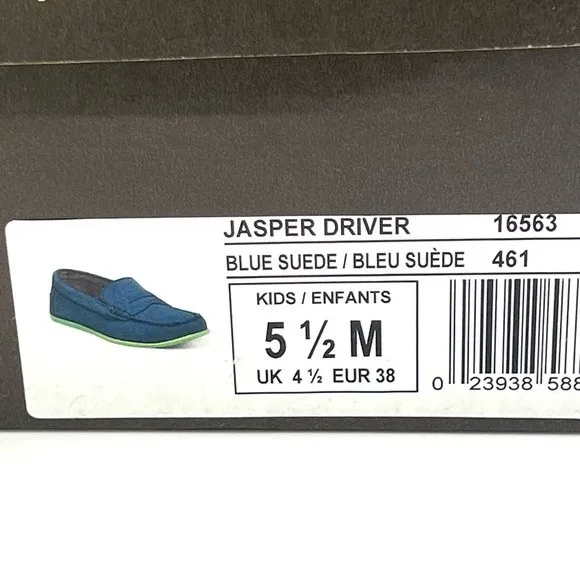 JASPER DRIVER 16563
BLUE SUEDE / BLEU SUÈDE 461
KIDS / ENFANTS
5 ½ M
UK 4 ½ EUR 38
0 23938 588